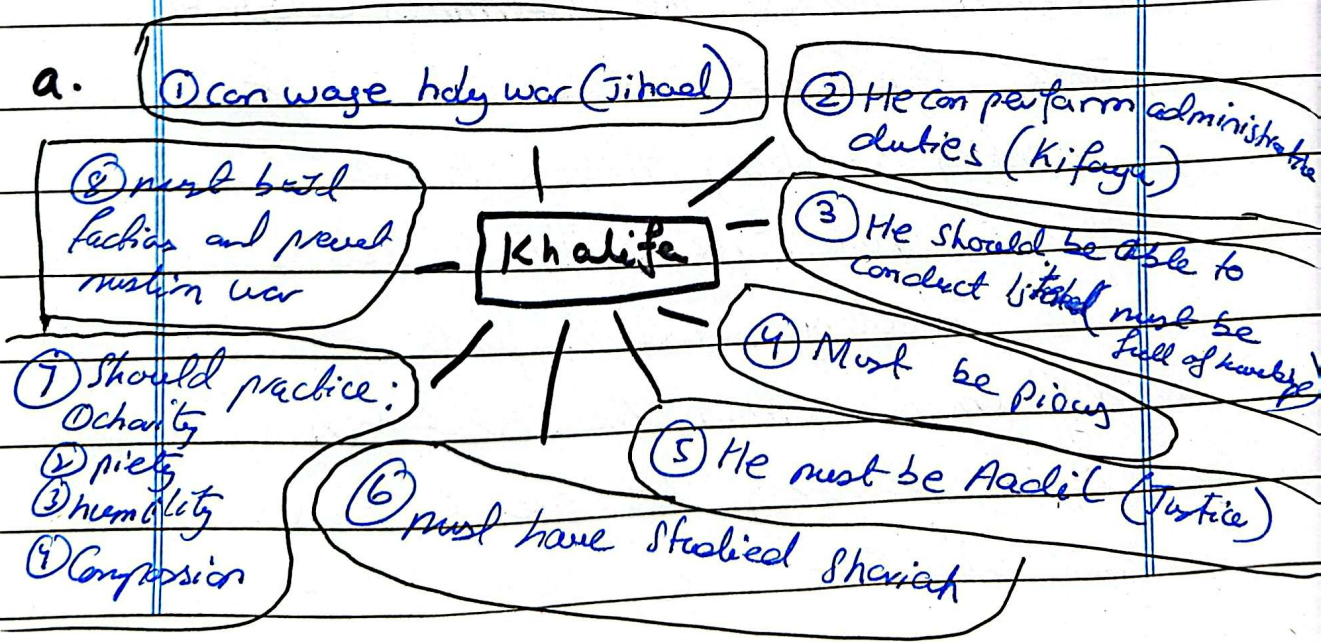 a.
① can wage holy war (Jihad)
② He can perform administrative
duties (Kifaya)
③ He should be able to
conduct must be
full of
④ Must be pious
⑤ He must be Aadil (Justice)
⑥ must have studied Shariah
⑦ Should practice:
① charity
② piety
③ humility
④ Compassion
⑧ must
factions and prevent
muslim war
Khalifa